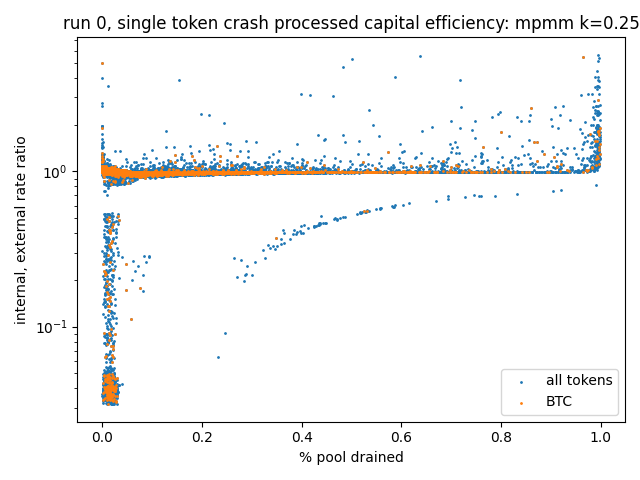 run 0, single token crash processed capital efficiency: mpmm k=0.25
internal, external rate ratio
10⁰
10⁻¹
0.0 0.2 0.4 0.6 0.8 1.0
% pool drained
all tokens
BTC